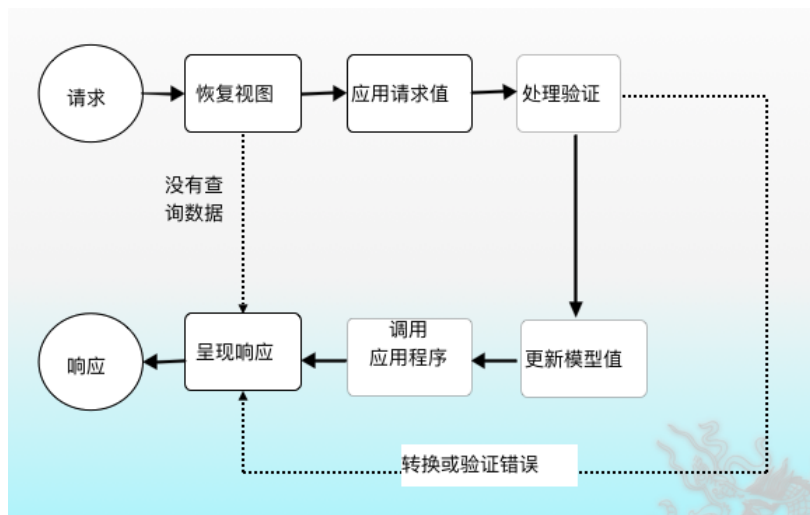 请求
恢复视图
应用请求值
处理验证
没有查
询数据
响应
呈现响应
调用
应用程序
更新模型值
转换或验证错误